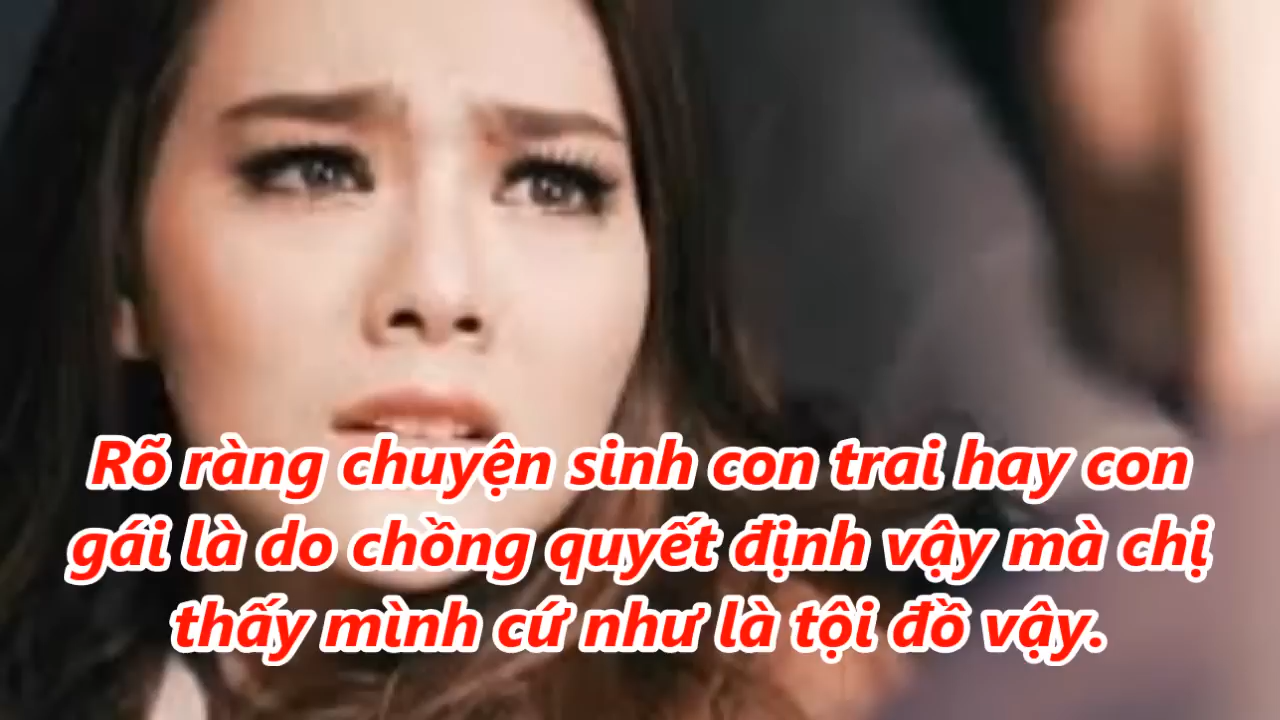 Rõ ràng chuyện sinh con trai hay con
gái là do chồng quyết định vậy mà chị
thấy mình cứ như là tội đồ vậy.